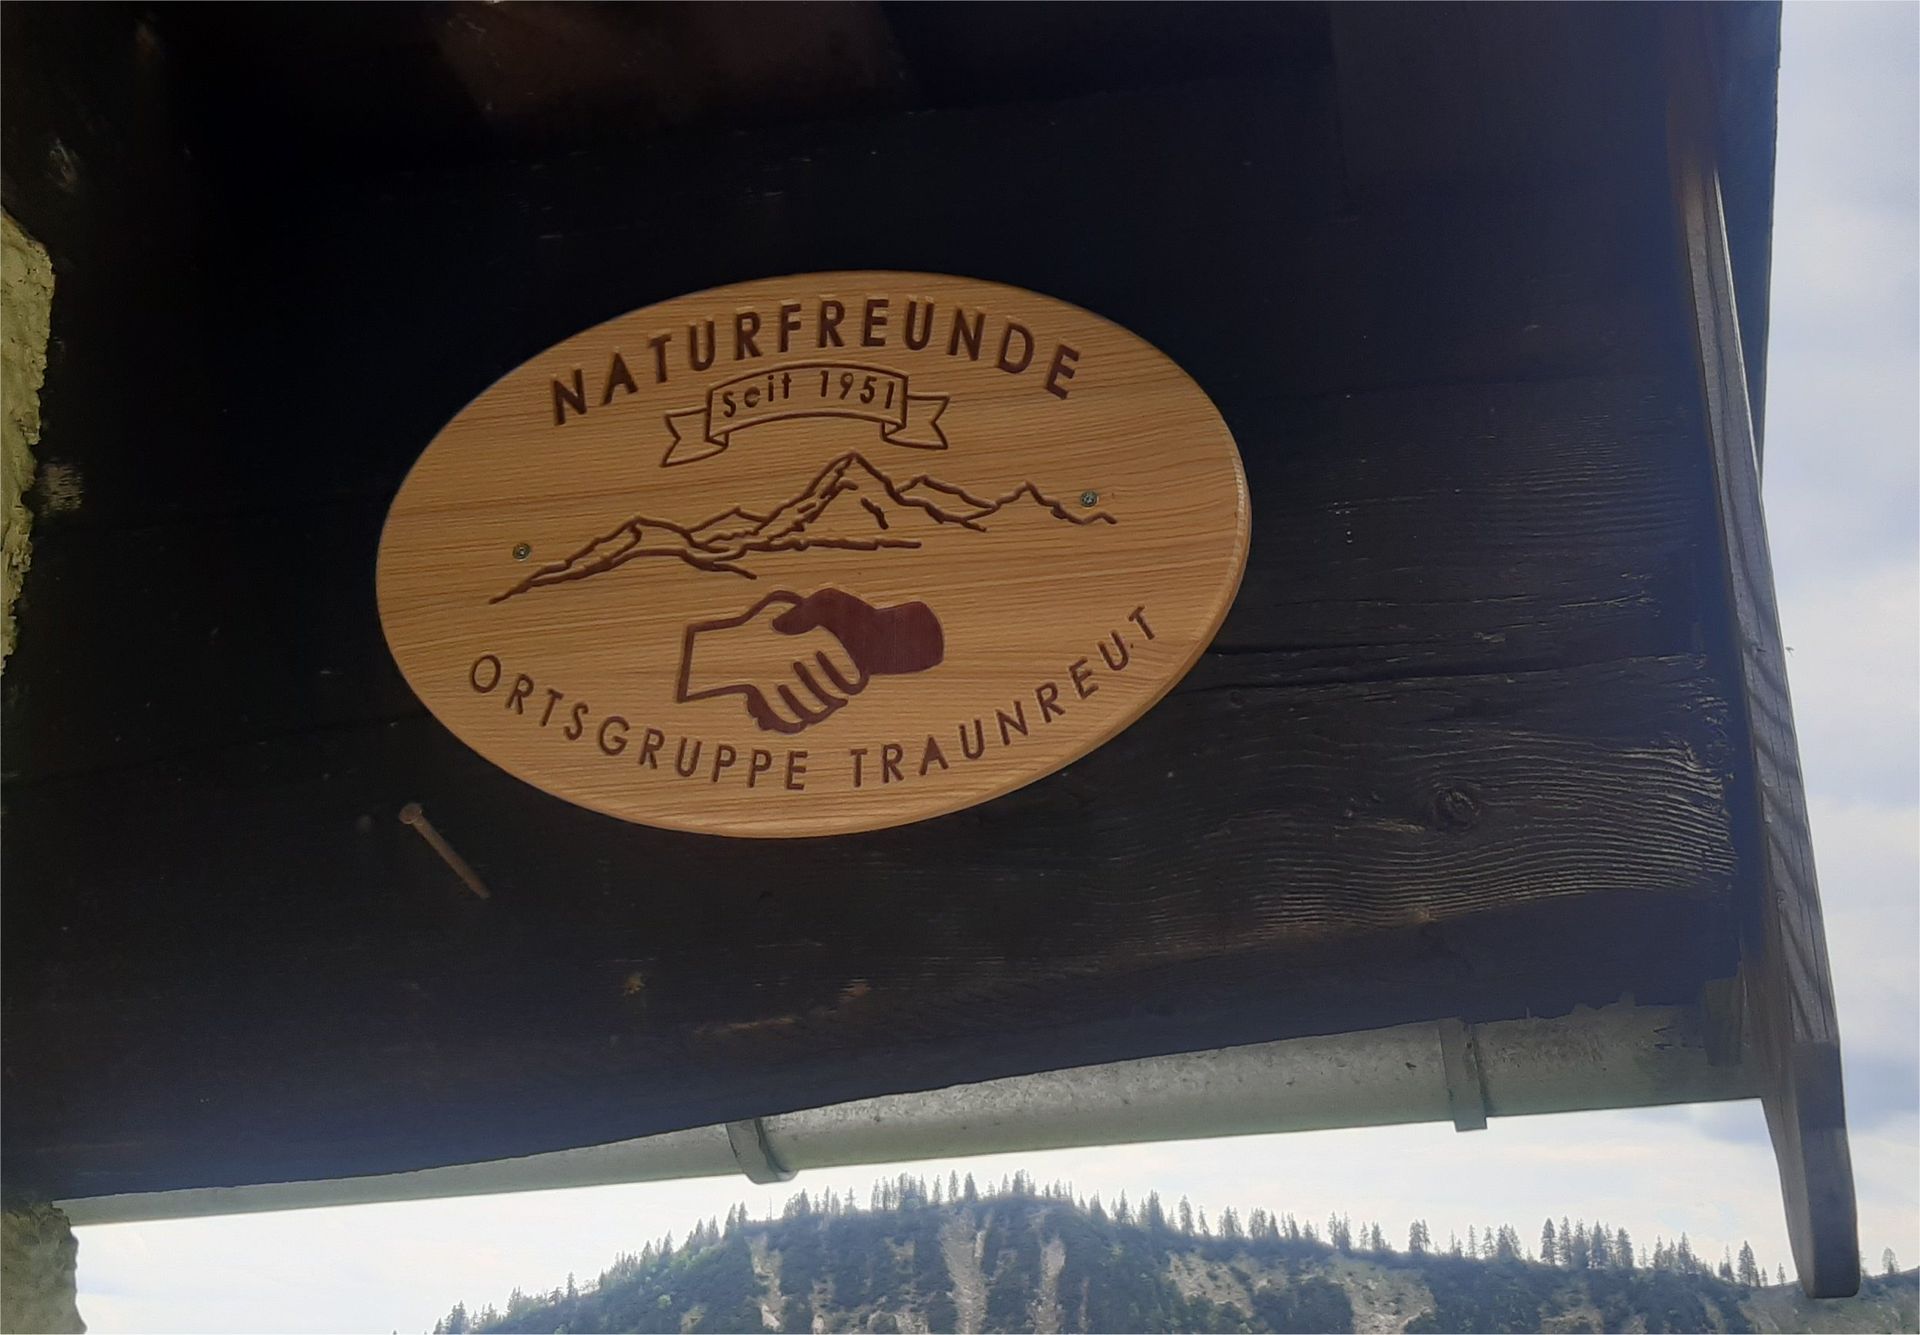 NATURFREUNDE
Seit 1951
ORTSGRUPPE TRAUNREUT